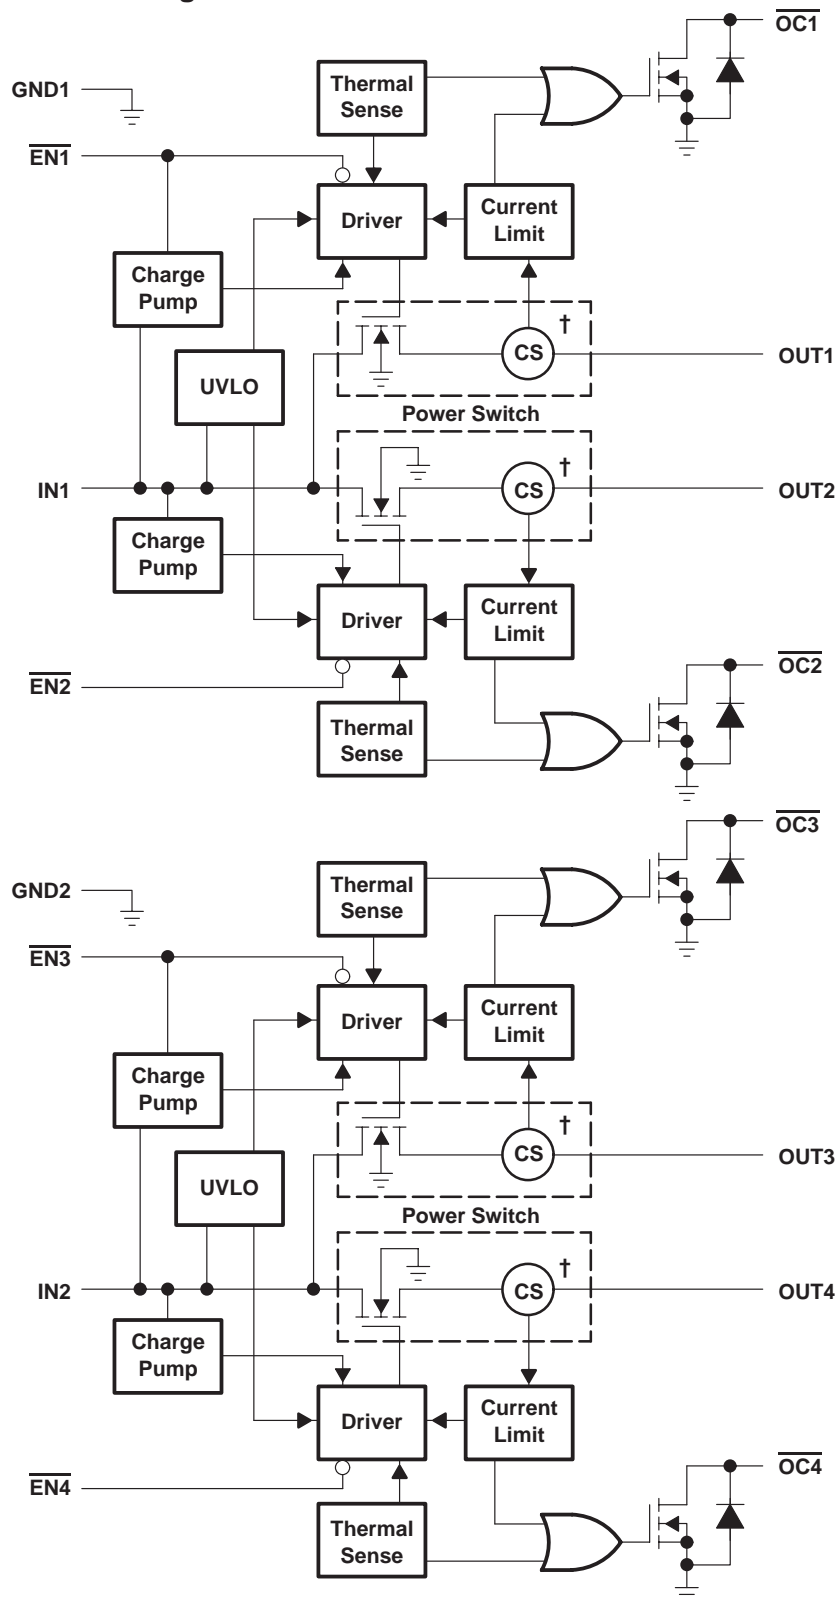 OC1
Thermal
Sense
GND1
EN1
Driver
Current
Limit
Charge
Pump
†
CS
OUT1
UVLO
Power Switch
†
IN1
CS
OUT2
Charge
Pump
Driver
Current
Limit
OC2
EN2
Thermal
Sense
OC3
Thermal
Sense
GND2
EN3
Driver
Current
Limit
Charge
Pump
†
CS
OUT3
UVLO
Power Switch
†
IN2
CS
OUT4
Charge
Pump
Driver
Current
Limit
OC4
EN4
Thermal
Sense